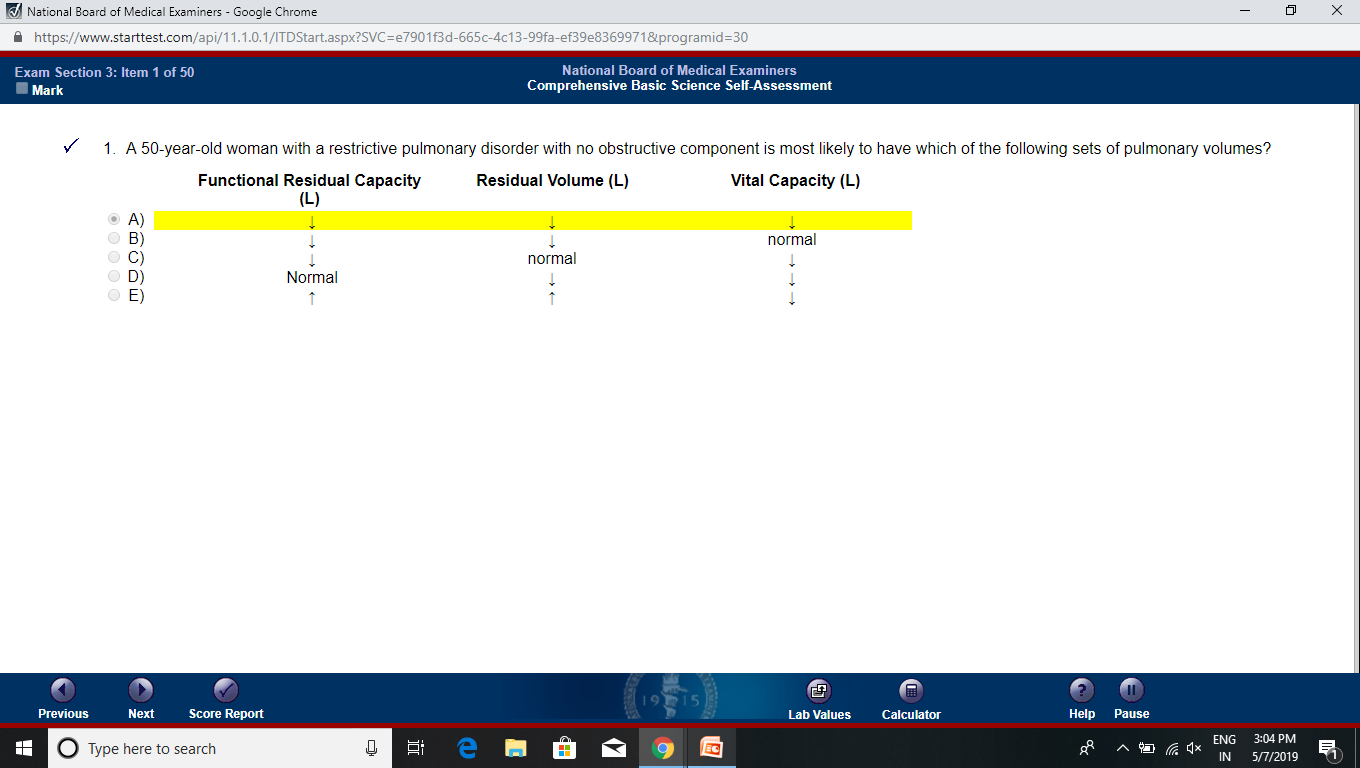 National Board of Medical Examiners - Google Chrome
https://www.starttest.com/api/11.1.0.1/ITDStart.aspx?SVC=e7901f3d-665c-4c13-99fa-ef39e8369971&programid=30
Exam Section 3: Item 1 of 50
National Board of Medical Examiners
Mark
Comprehensive Basic Science Self-Assessment
1. A 50-year-old woman with a restrictive pulmonary disorder with no obstructive component is most likely to have which of the following sets of pulmonary volumes?
Functional Residual Capacity (L) Residual Volume (L) Vital Capacity (L)
A) ↓ ↓ ↓
B) ↓ ↓ normal
C) ↓ normal ↓
D) Normal ↓ ↓
E) ↑ ↑ ↓
1915
Previous Next Score Report Lab Values Calculator Help Pause
Type here to search
ENG
IN
3:04 PM
5/7/2019
1